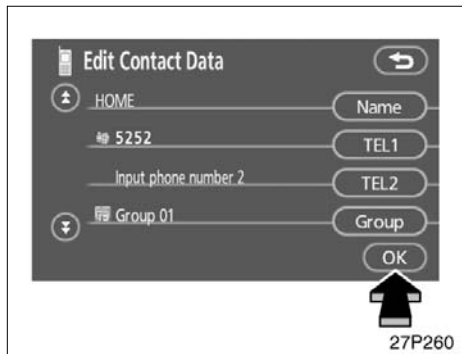 Edit Contact Data
HOME Name
5252 TEL1
Input phone number 2 TEL2
Group 01 Group
OK
27P260